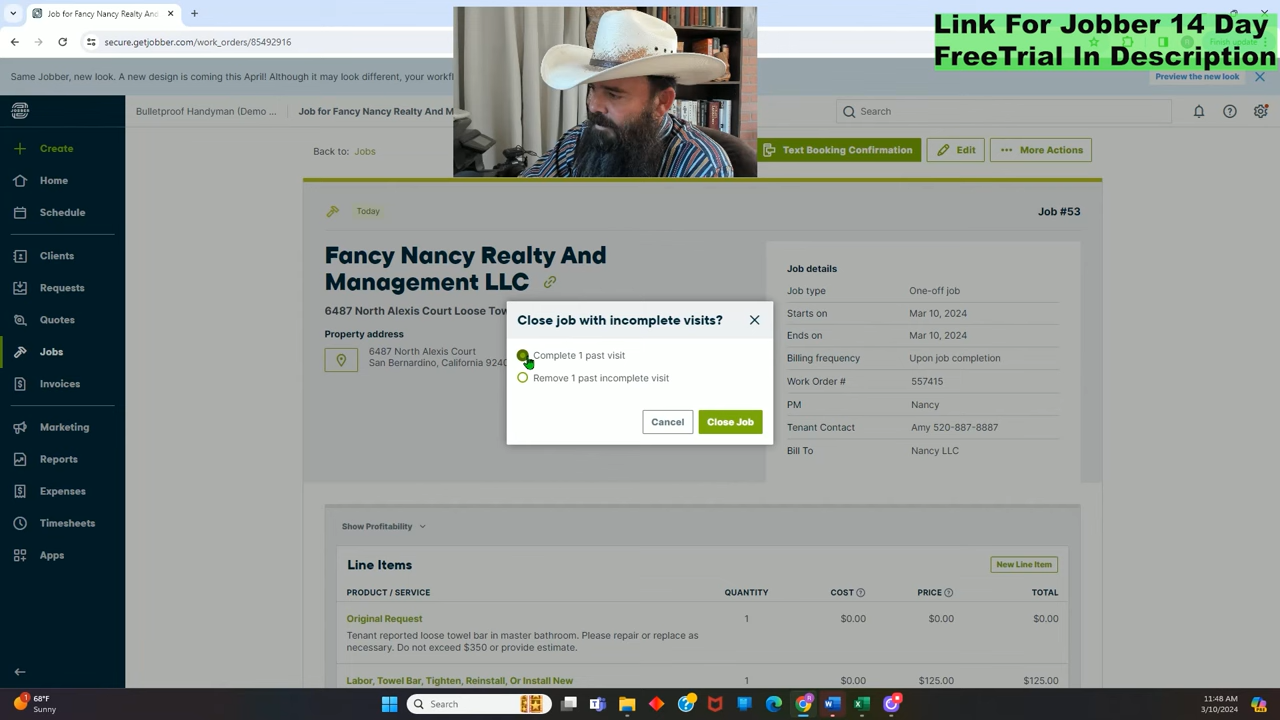 Job for Fancy Nancy Realty And
secure.getjobber.com/work_orders/85492916
Link For Jobber 14 Day
FreeTrial In Description
Finish update
Same Jobber, new look. A new design is coming this April! Although it may look different, your workfl
Preview the new look
JOBBER
Bulletproof Handyman (Demo ...
Job for Fancy Nancy Realty And M
Search
Create
Home
Schedule
Clients
Requests
Quotes
Jobs
Invoices
Marketing
Reports
Expenses
Timesheets
Apps
Back to: Jobs
Text Booking Confirmation
Edit
More Actions
Today
Job #53
Fancy Nancy Realty And
Management LLC
6487 North Alexis Court Loose Tow
Property address
6487 North Alexis Court
San Bernardino, California 9240
Job details
Job type One-off job
Starts on Mar 10, 2024
Ends on Mar 10, 2024
Billing frequency Upon job completion
Work Order # 557415
PM Nancy
Tenant Contact Amy 520-887-8887
Bill To Nancy LLC
Close job with incomplete visits?
Complete 1 past visit
Remove 1 past incomplete visit
Cancel
Close Job
Show Profitability
Line Items
New Line Item
PRODUCT / SERVICE QUANTITY COST PRICE TOTAL
Original Request 1 $0.00 $0.00 $0.00
Tenant reported loose towel bar in master bathroom. Please repair or replace as
necessary. Do not exceed $350 or provide estimate.
Labor, Towel Bar, Tighten, Reinstall, Or Install New 1 $0.00 $125.00 $125.00
68°F
Sunny
Search
11:48 AM
3/10/2024